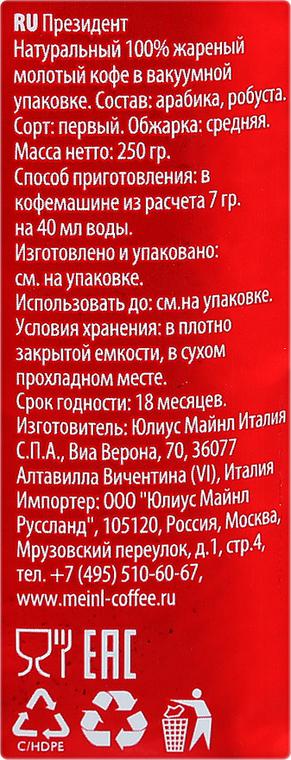 RU Президент
Натуральный 100% жареный
молотый кофе в вакуумной
упаковке. Состав: арабика, робуста.
Сорт: первый. Обжарка: средняя.
Масса нетто: 250 гр.
Способ приготовления: в
кофемашине из расчета 7 гр.
на 40 мл воды.
Изготовлено и упаковано:
см. на упаковке.
Использовать до: см.на упаковке.
Условия хранения: в плотно
закрытой емкости, в сухом
прохладном месте.
Срок годности: 18 месяцев.
Изготовитель: Юлиус Майнл Италия
С.П.А., Виа Верона, 70, 36077
Алтавилла Вичентина (VI), Италия
Импортер: ООО "Юлиус Майнл
Руссланд", 105120, Россия, Москва,
Мрузовский переулок, д.1, стр.4,
тел. +7 (495) 510-60-67,
www.meinl-coffee.ru
EAC
C/HDPE